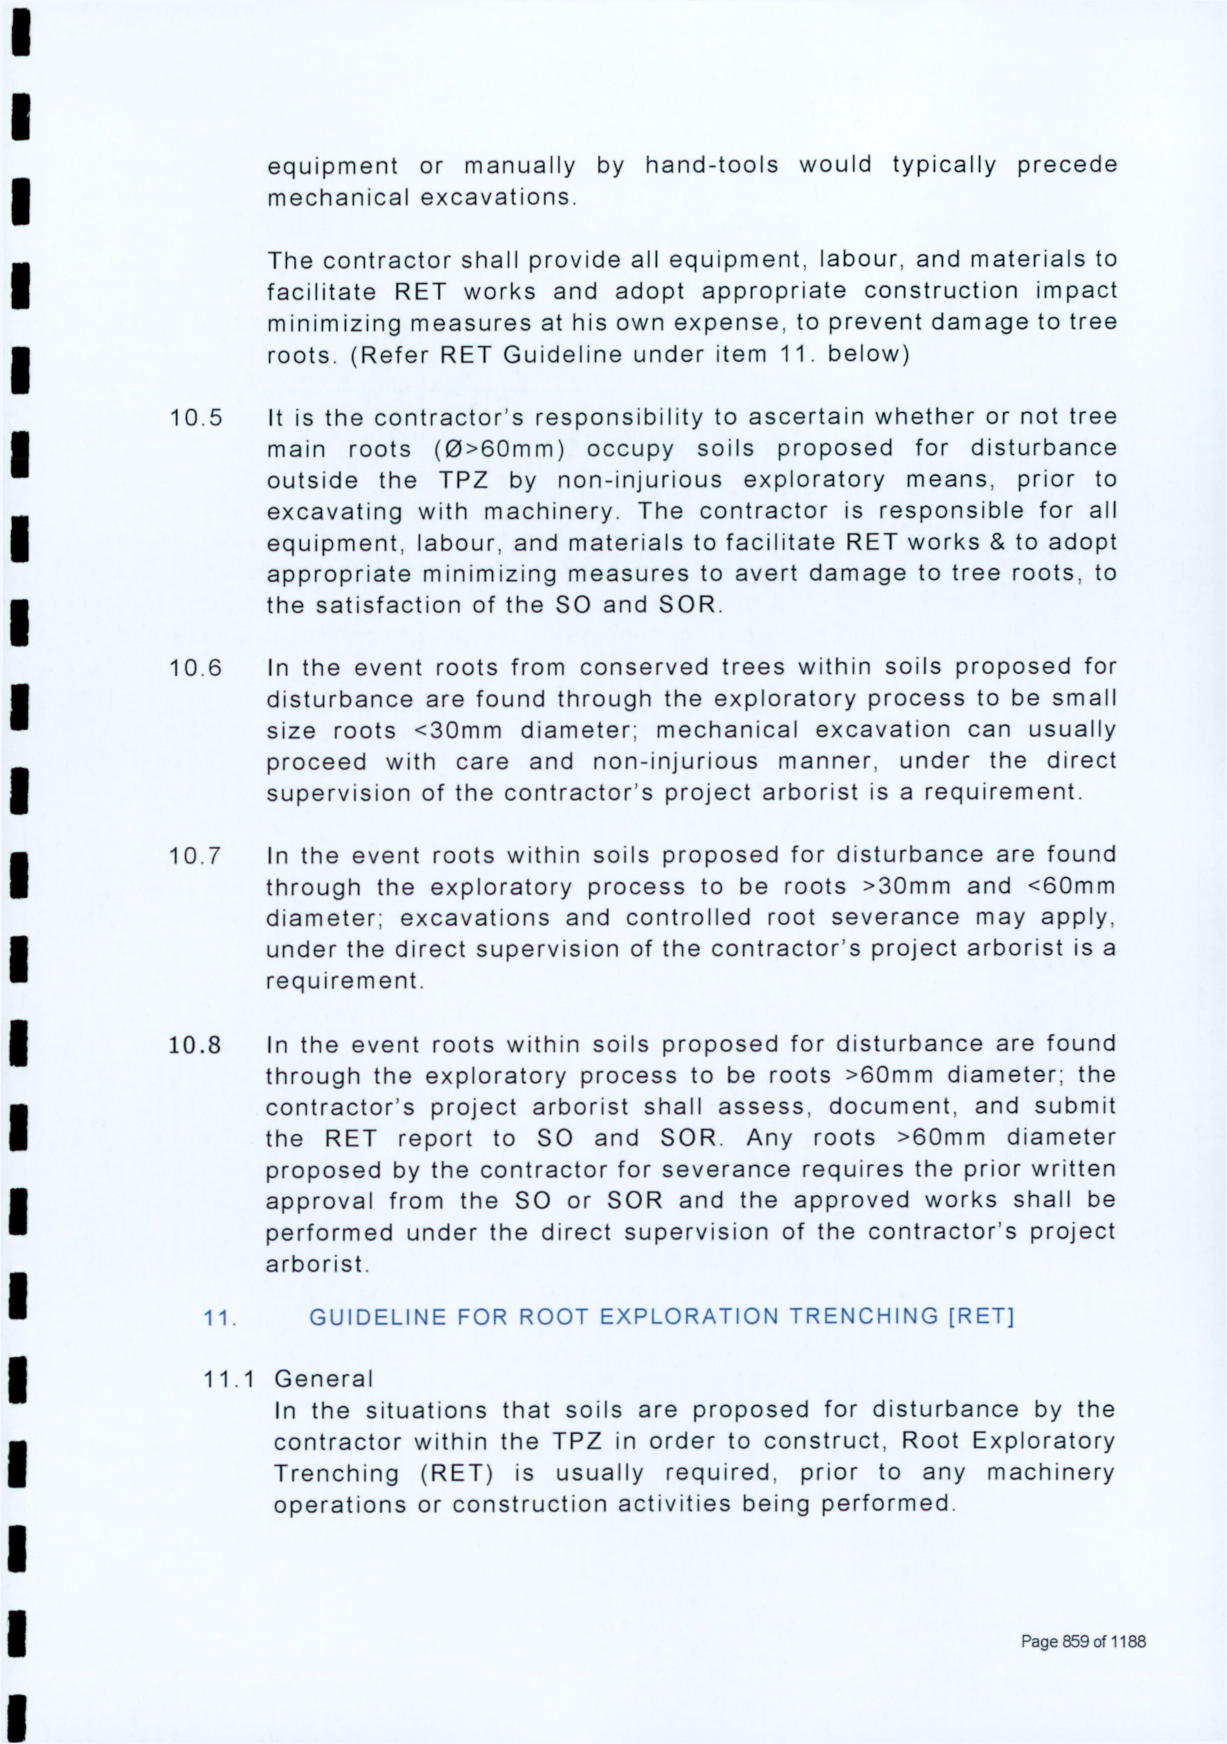 equipment or manually by hand-tools would typically precede
mechanical excavations.
The contractor shall provide all equipment, labour, and materials to
facilitate RET works and adopt appropriate construction impact
minimizing measures at his own expense, to prevent damage to tree
roots. (Refer RET Guideline under item 11. below)
10.5 It is the contractor's responsibility to ascertain whether or not tree
main roots (Ø>60mm) occupy soils proposed for disturbance
outside the TPZ by non-injurious exploratory means, prior to
excavating with machinery. The contractor is responsible for all
equipment, labour, and materials to facilitate RET works & to adopt
appropriate minimizing measures to avert damage to tree roots, to
the satisfaction of the SO and SOR.
10.6 In the event roots from conserved trees within soils proposed for
disturbance are found through the exploratory process to be small
size roots <30mm diameter; mechanical excavation can usually
proceed with care and non-injurious manner, under the direct
supervision of the contractor's project arborist is a requirement.
10.7 In the event roots within soils proposed for disturbance are found
through the exploratory process to be roots >30mm and <60mm
diameter; excavations and controlled root severance may apply,
under the direct supervision of the contractor's project arborist is a
requirement.
10.8 In the event roots within soils proposed for disturbance are found
through the exploratory process to be roots >60mm diameter; the
contractor's project arborist shall assess, document, and submit
the RET report to SO and SOR. Any roots >60mm diameter
proposed by the contractor for severance requires the prior written
approval from the SO or SOR and the approved works shall be
performed under the direct supervision of the contractor's project
arborist.
11. GUIDELINE FOR ROOT EXPLORATION TRENCHING [RET]
11.1 General
In the situations that soils are proposed for disturbance by the
contractor within the TPZ in order to construct, Root Exploratory
Trenching (RET) is usually required, prior to any machinery
operations or construction activities being performed.
Page 859 of 1188